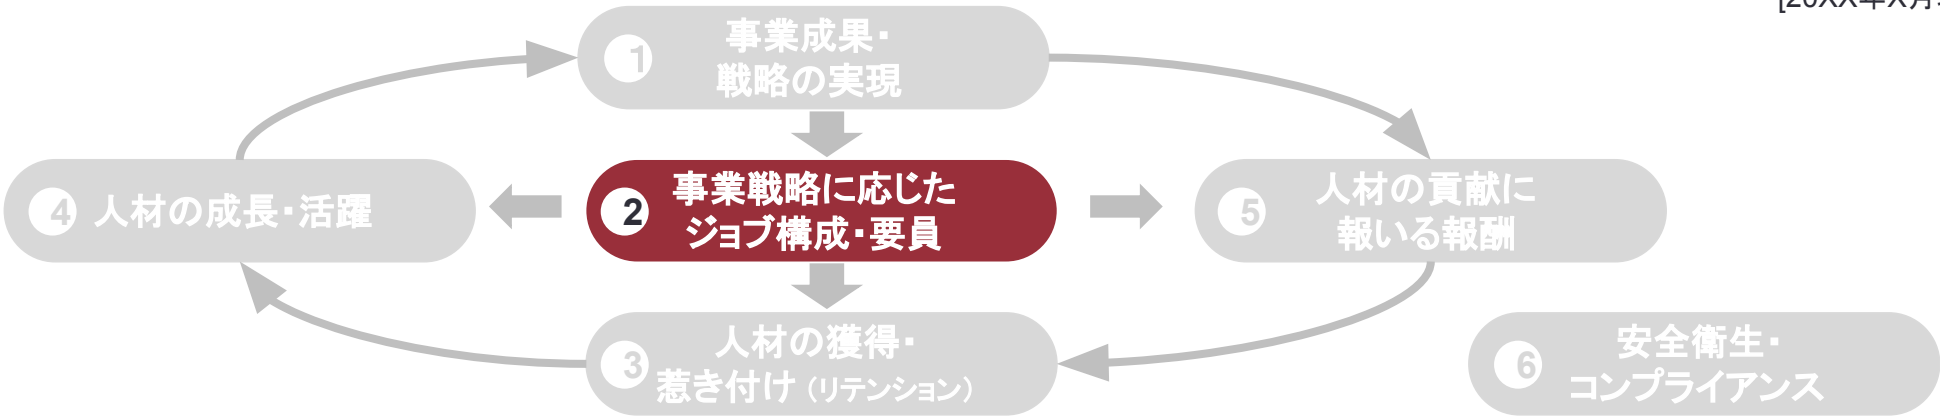 1
事業成果・
戦略の実現
4
人材の成長・活躍
2
事業戦略に応じた
ジョブ構成・要員
5
人材の貢献に
報いる報酬
3
人材の獲得・
惹き付け（リテンション）
6
安全衛生・
コンプライアンス